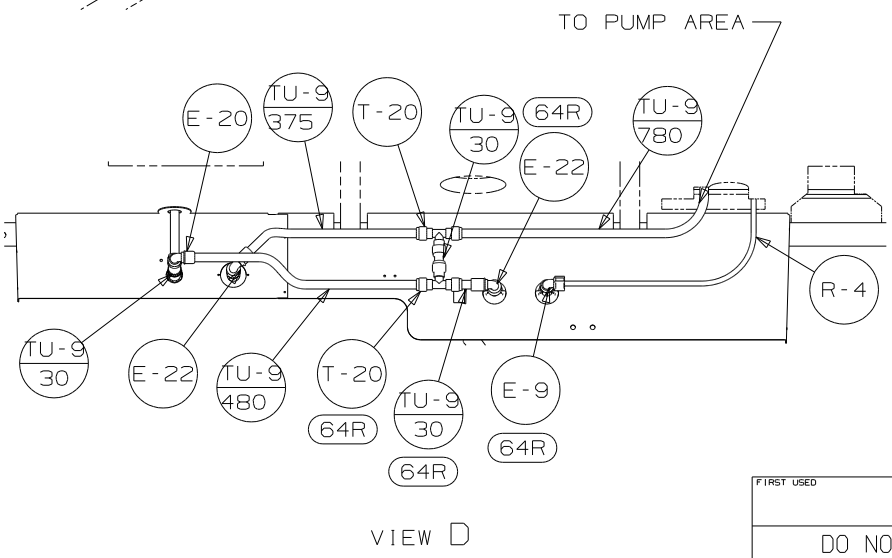 TO PUMP AREA
E-20
TU-9
375
T-20
TU-9
30
64R
E-22
TU-9
780
R-4
TU-9
30
E-22
TU-9
480
T-20
64R
TU-9
30
64R
E-9
64R
VIEW D
FIRST USED
DO NO